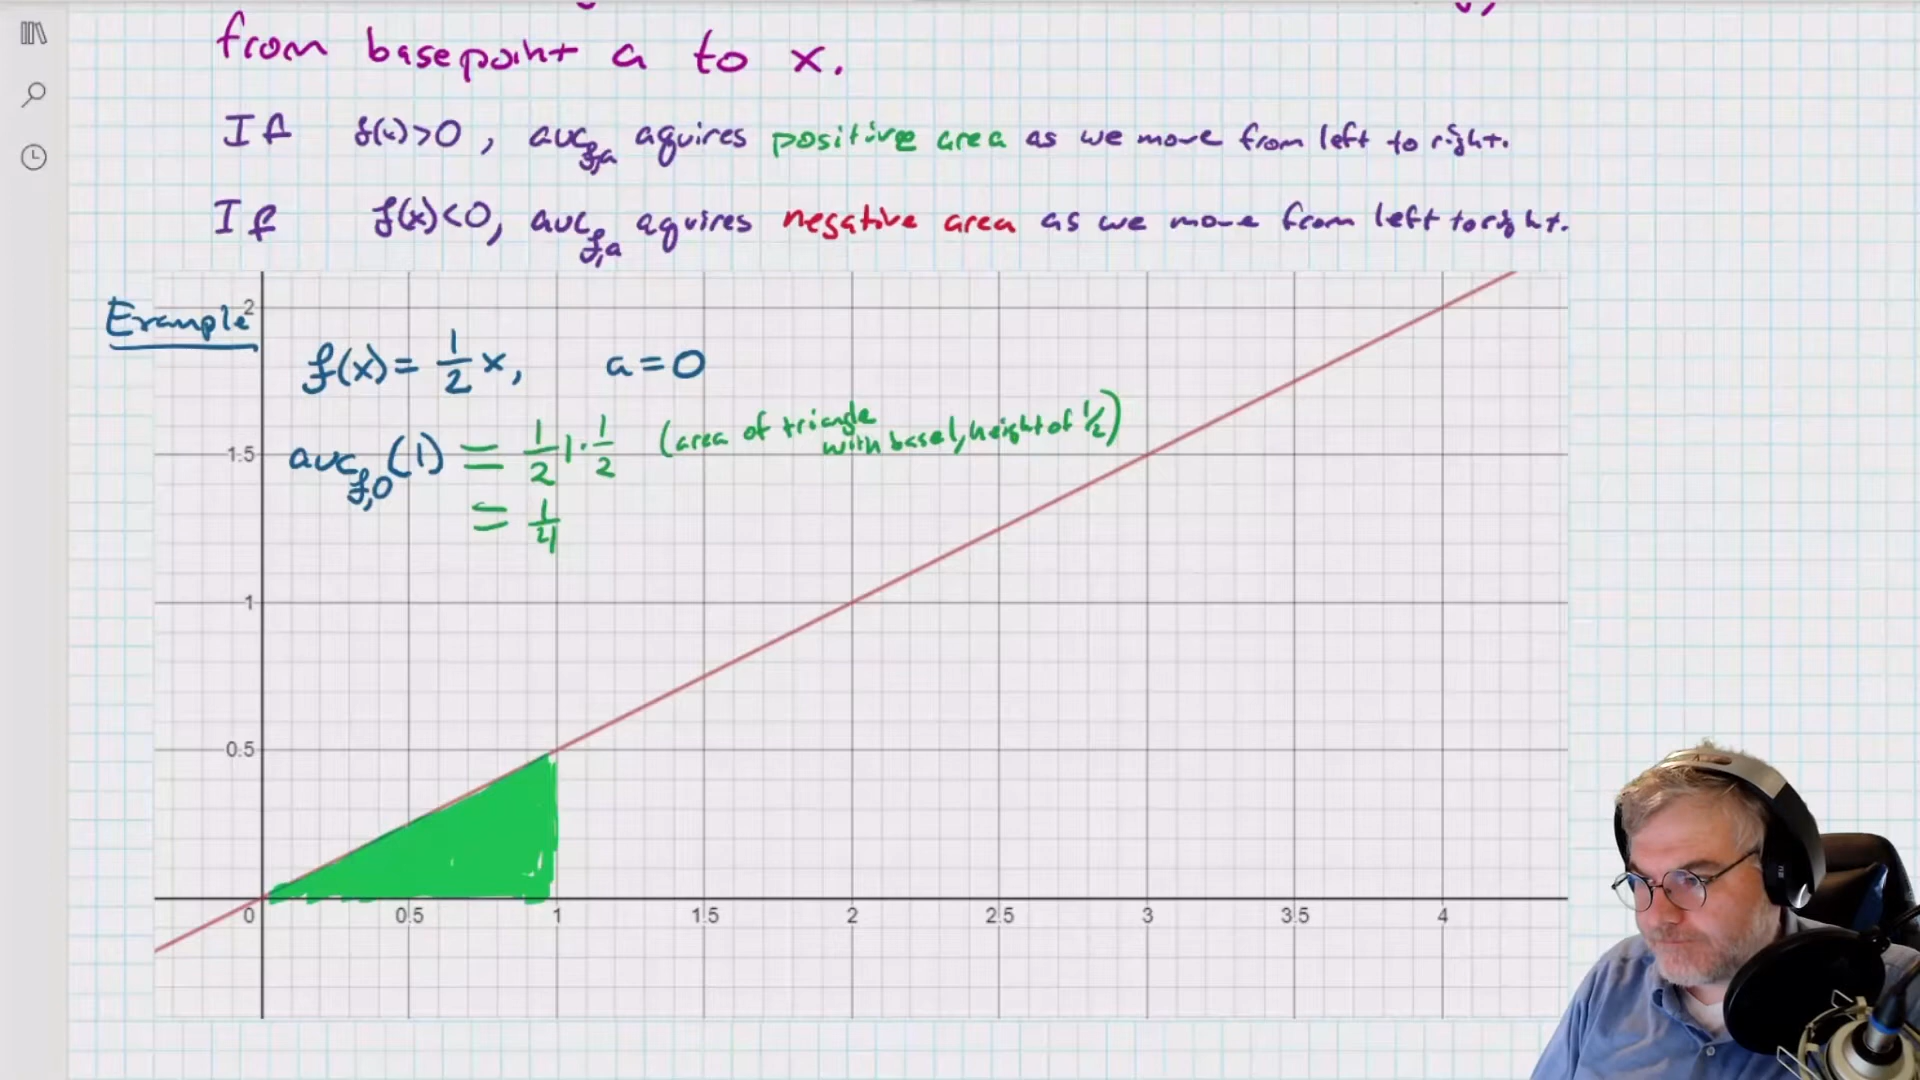 from basepoint a to x.
If f(x)>0, auc_{f,a} aquires positive area as we move from left to right.
If f(x)<0, auc_{f,a} aquires negative area as we move from left to right.
Example
f(x) = 1/2 x, a = 0
auc_{f,0}(1) = 1/2 1 · 1/2 (area of triangle
with base 1, height of 1/2)
= 1/4
2
1.5
1
0.5
0 0.5 1 1.5 2 2.5 3 3.5 4